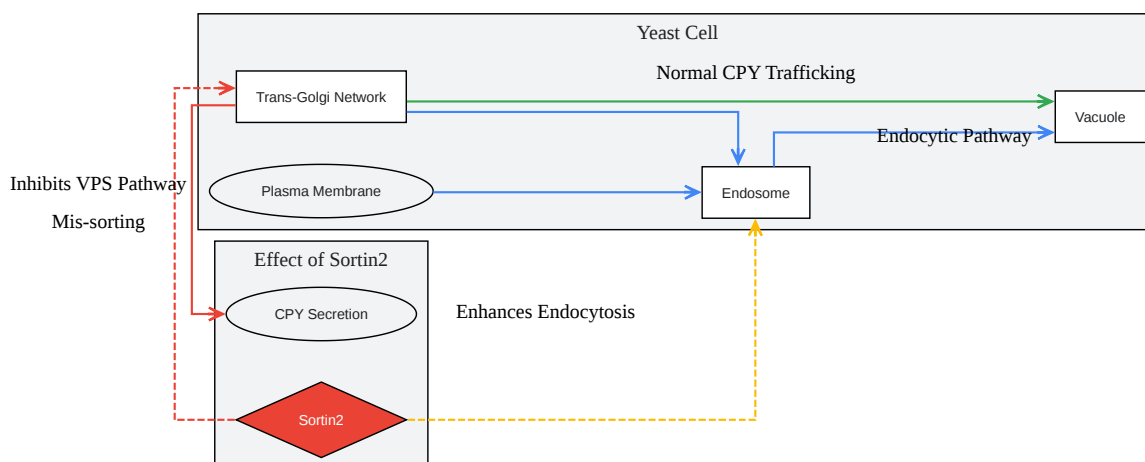 Yeast Cell
Normal CPY Trafficking
Trans-Golgi Network
Vacuole
Endocytic Pathway
Inhibits VPS Pathway
Plasma Membrane
Endosome
Mis-sorting
Effect of Sortin2
CPY Secretion
Enhances Endocytosis
Sortin2